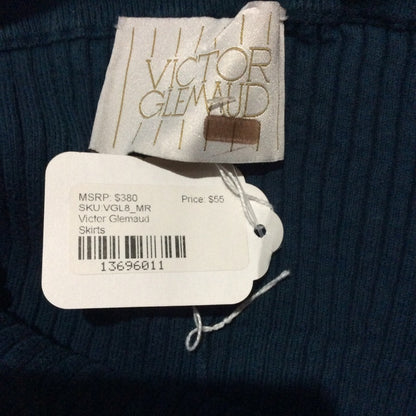 VICTOR
GLEMAUD
MSRP: $380 Price: $55
SKU:VGL8_MR
Victor Glemaud
Skirts
13696011